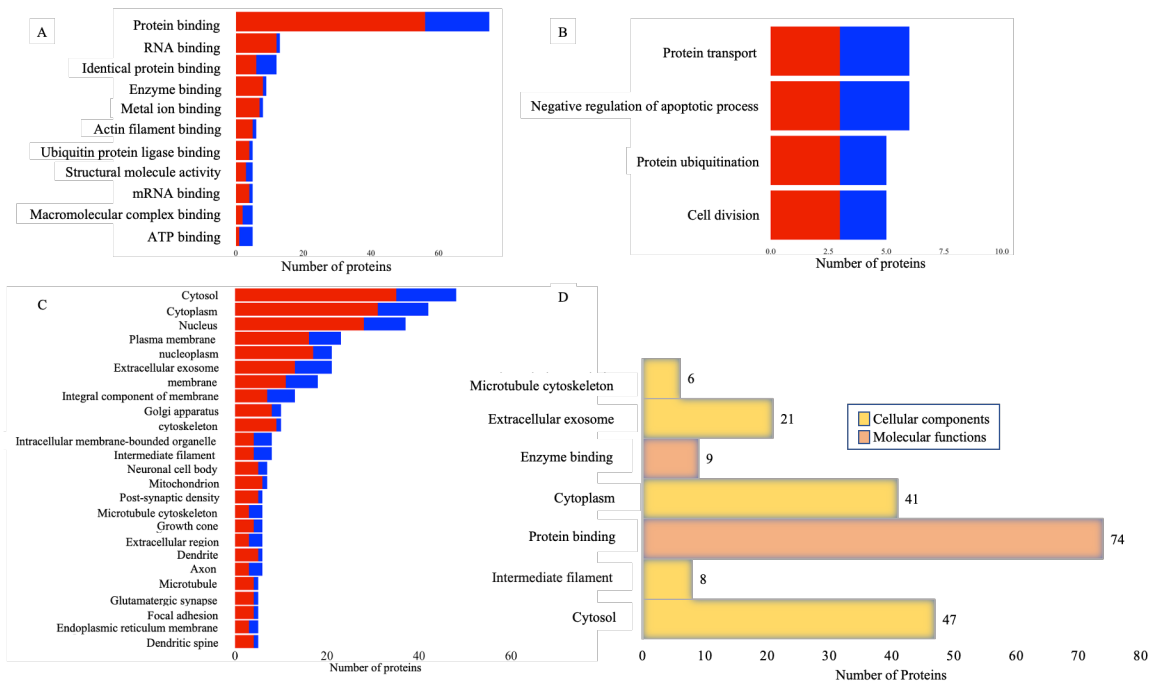 A
Protein binding
RNA binding
Identical protein binding
Enzyme binding
Metal ion binding
Actin filament binding
Ubiquitin protein ligase binding
Structural molecule activity
mRNA binding
Macromolecular complex binding
ATP binding
0 20 40 60
Number of proteins
B
Protein transport
Negative regulation of apoptotic process
Protein ubiquitination
Cell division
0.0 2.5 5.0 7.5 10.0
Number of proteins
C
Cytosol
Cytoplasm
Nucleus
Plasma membrane
nucleoplasm
Extracellular exosome
membrane
Integral component of membrane
Golgi apparatus
cytoskeleton
Intracellular membrane-bounded organelle
Intermediate filament
Neuronal cell body
Mitochondrion
Post-synaptic density
Microtubule cytoskeleton
Growth cone
Extracellular region
Dendrite
Axon
Microtubule
Glutamatergic synapse
Focal adhesion
Endoplasmic reticulum membrane
Dendritic spine
0 20 40 60
Number of proteins
D
Microtubule cytoskeleton 6
Extracellular exosome 21
Enzyme binding 9
Cytoplasm 41
Protein binding 74
Intermediate filament 8
Cytosol 47
Cellular components
Molecular functions
0 10 20 30 40 50 60 70 80
Number of Proteins